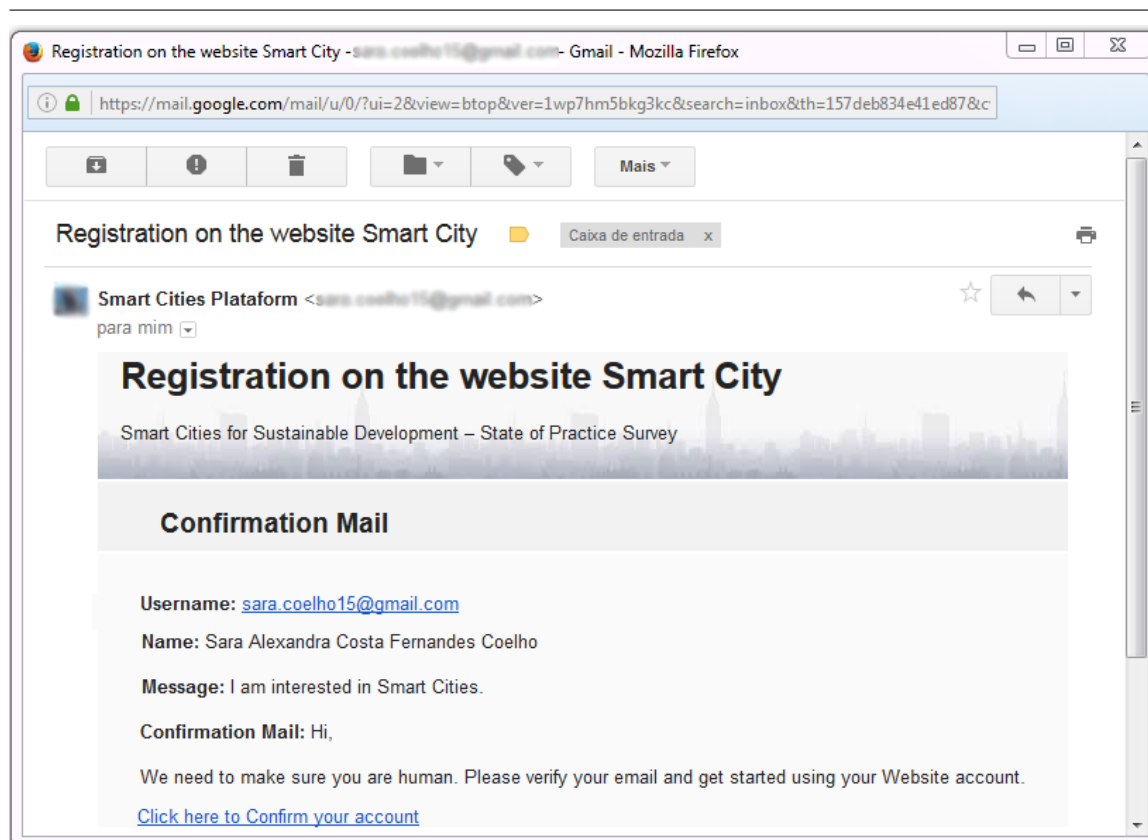 Registration on the website Smart City - - Gmail - Mozilla Firefox
https://mail.google.com/mail/u/0/?ui=2&view=btop&ver=1wp7hm5bkg3kc&search=inbox&th=157deb834e41ed87&c
Mais
Registration on the website Smart City Caixa de entrada x
Smart Cities Plataform < >
para mim
Registration on the website Smart City
Smart Cities for Sustainable Development – State of Practice Survey
Confirmation Mail
Username: sara.coelho15@gmail.com
Name: Sara Alexandra Costa Fernandes Coelho
Message: I am interested in Smart Cities.
Confirmation Mail: Hi,
We need to make sure you are human. Please verify your email and get started using your Website account.
Click here to Confirm your account